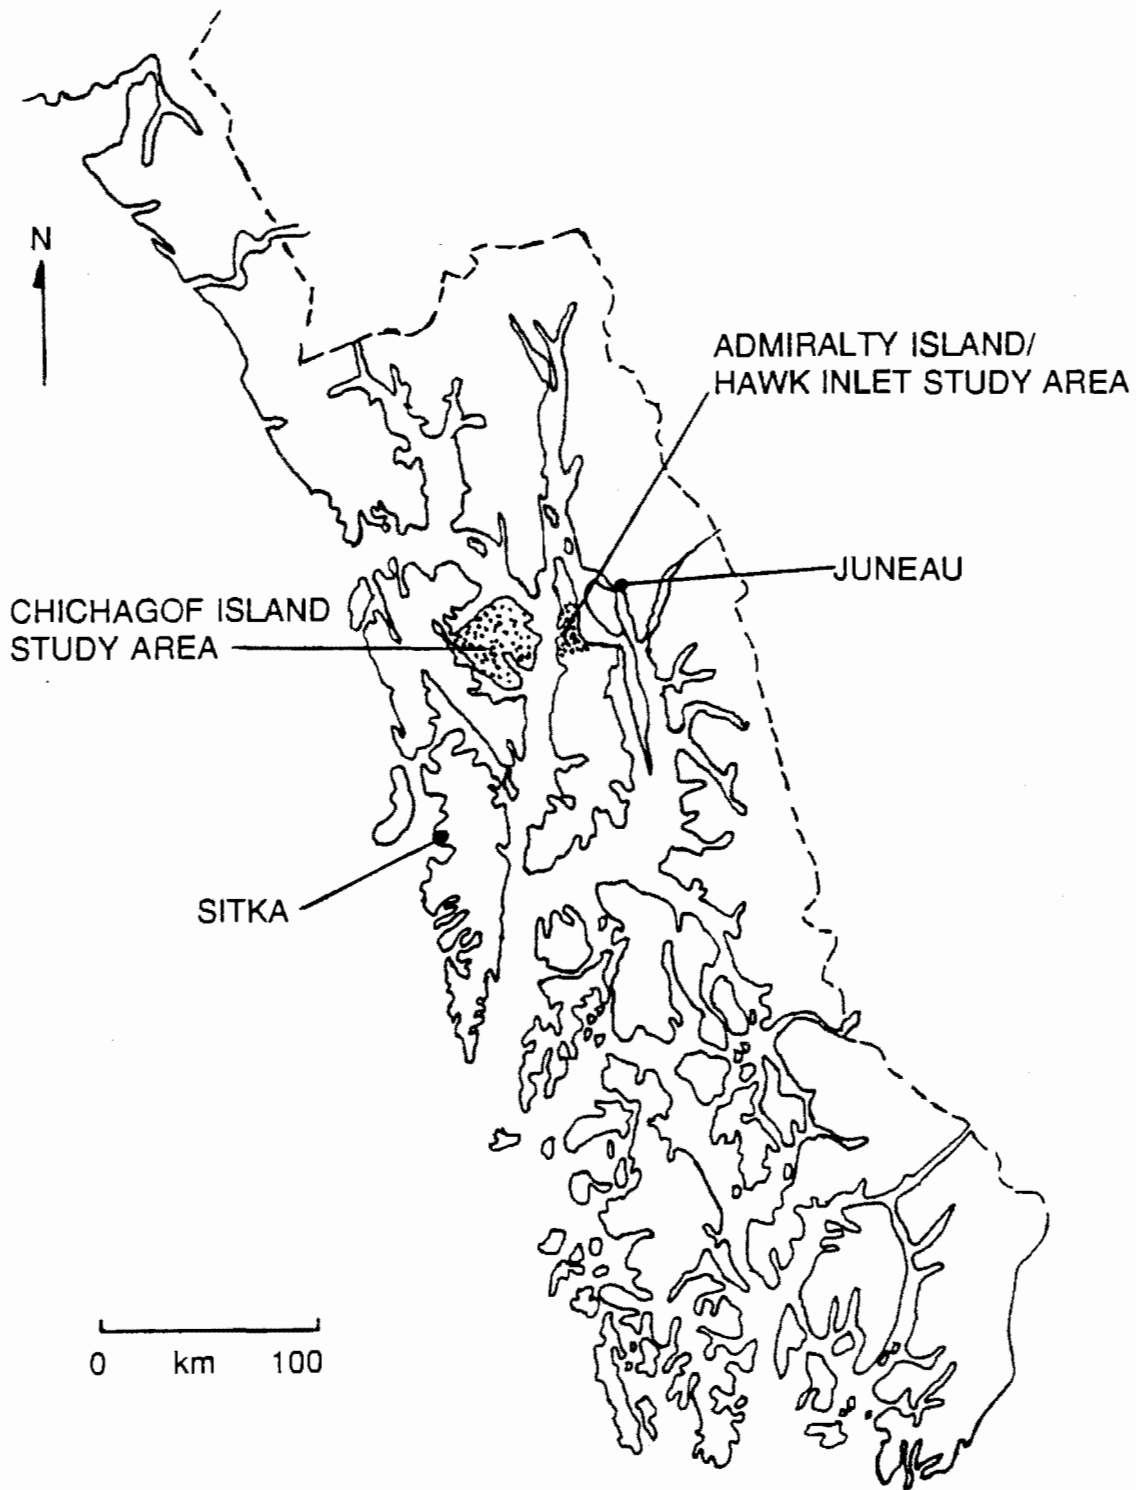 N
ADMIRALTY ISLAND/
HAWK INLET STUDY AREA
JUNEAU
CHICHAGOF ISLAND
STUDY AREA
SITKA
0 km 100